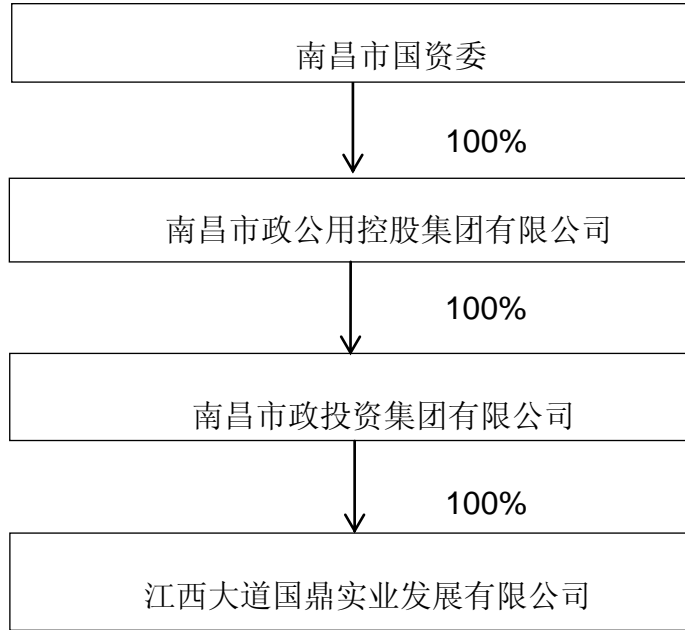 南昌市国资委
100%
南昌市政公用控股集团有限公司
100%
南昌市政投资集团有限公司
100%
江西大道国鼎实业发展有限公司